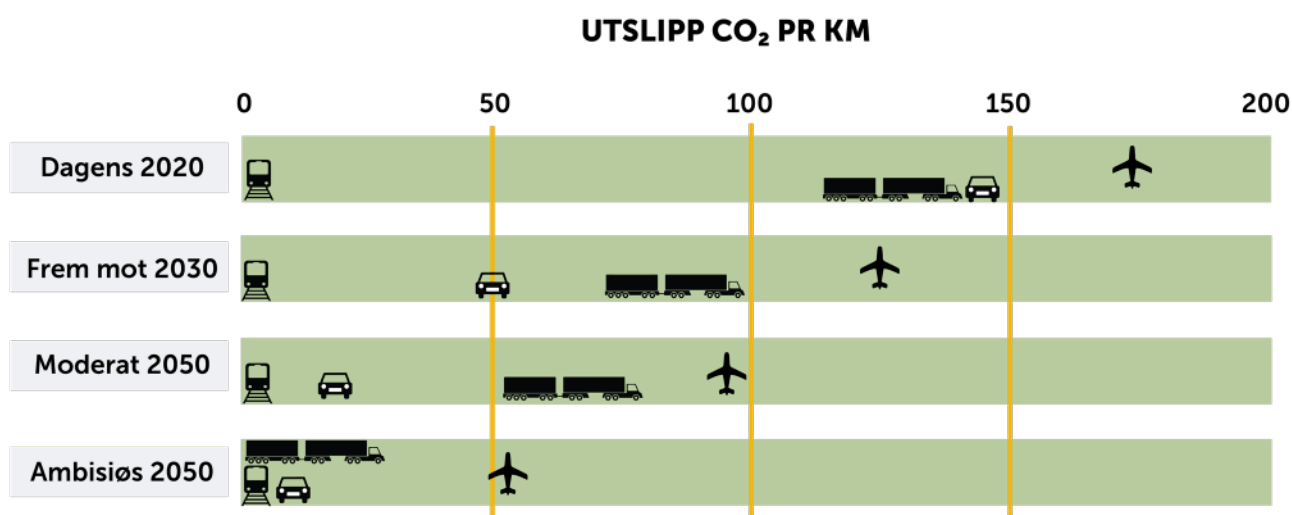 UTSLIPP CO₂ PR KM
0 50 100 150 200
Dagens 2020
Frem mot 2030
Moderat 2050
Ambisiøs 2050